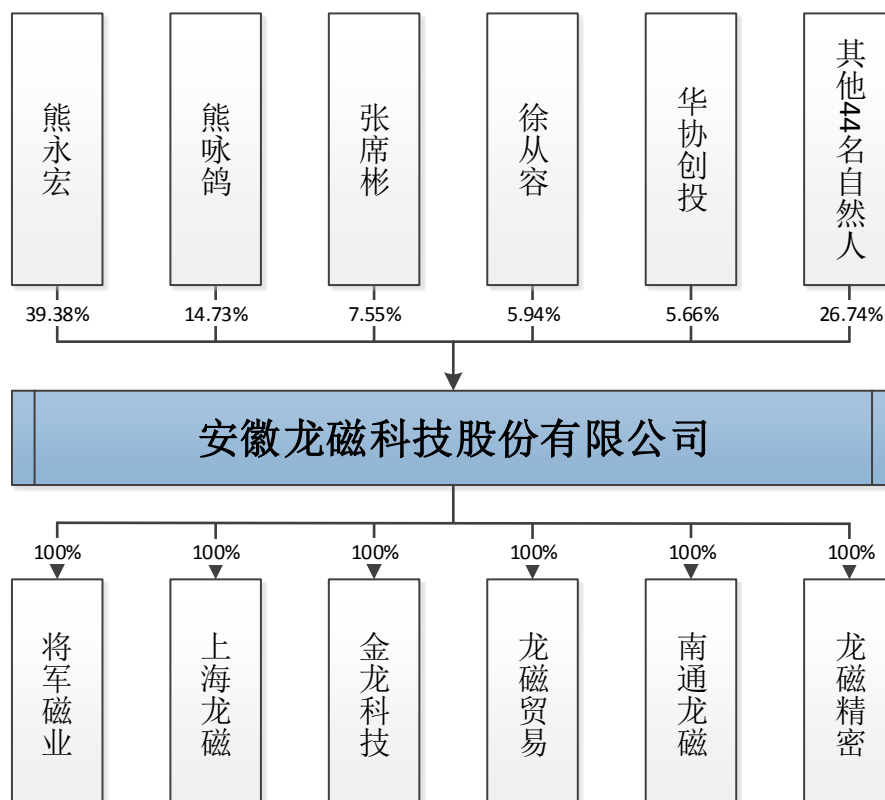 熊永宏
熊咏鸽
张席彬
徐从容
华协创投
其他44名自然人
39.38%
14.73%
7.55%
5.94%
5.66%
26.74%
安徽龙磁科技股份有限公司
100%
100%
100%
100%
100%
100%
将军磁业
上海龙磁
金龙科技
龙磁贸易
南通龙磁
龙磁精密